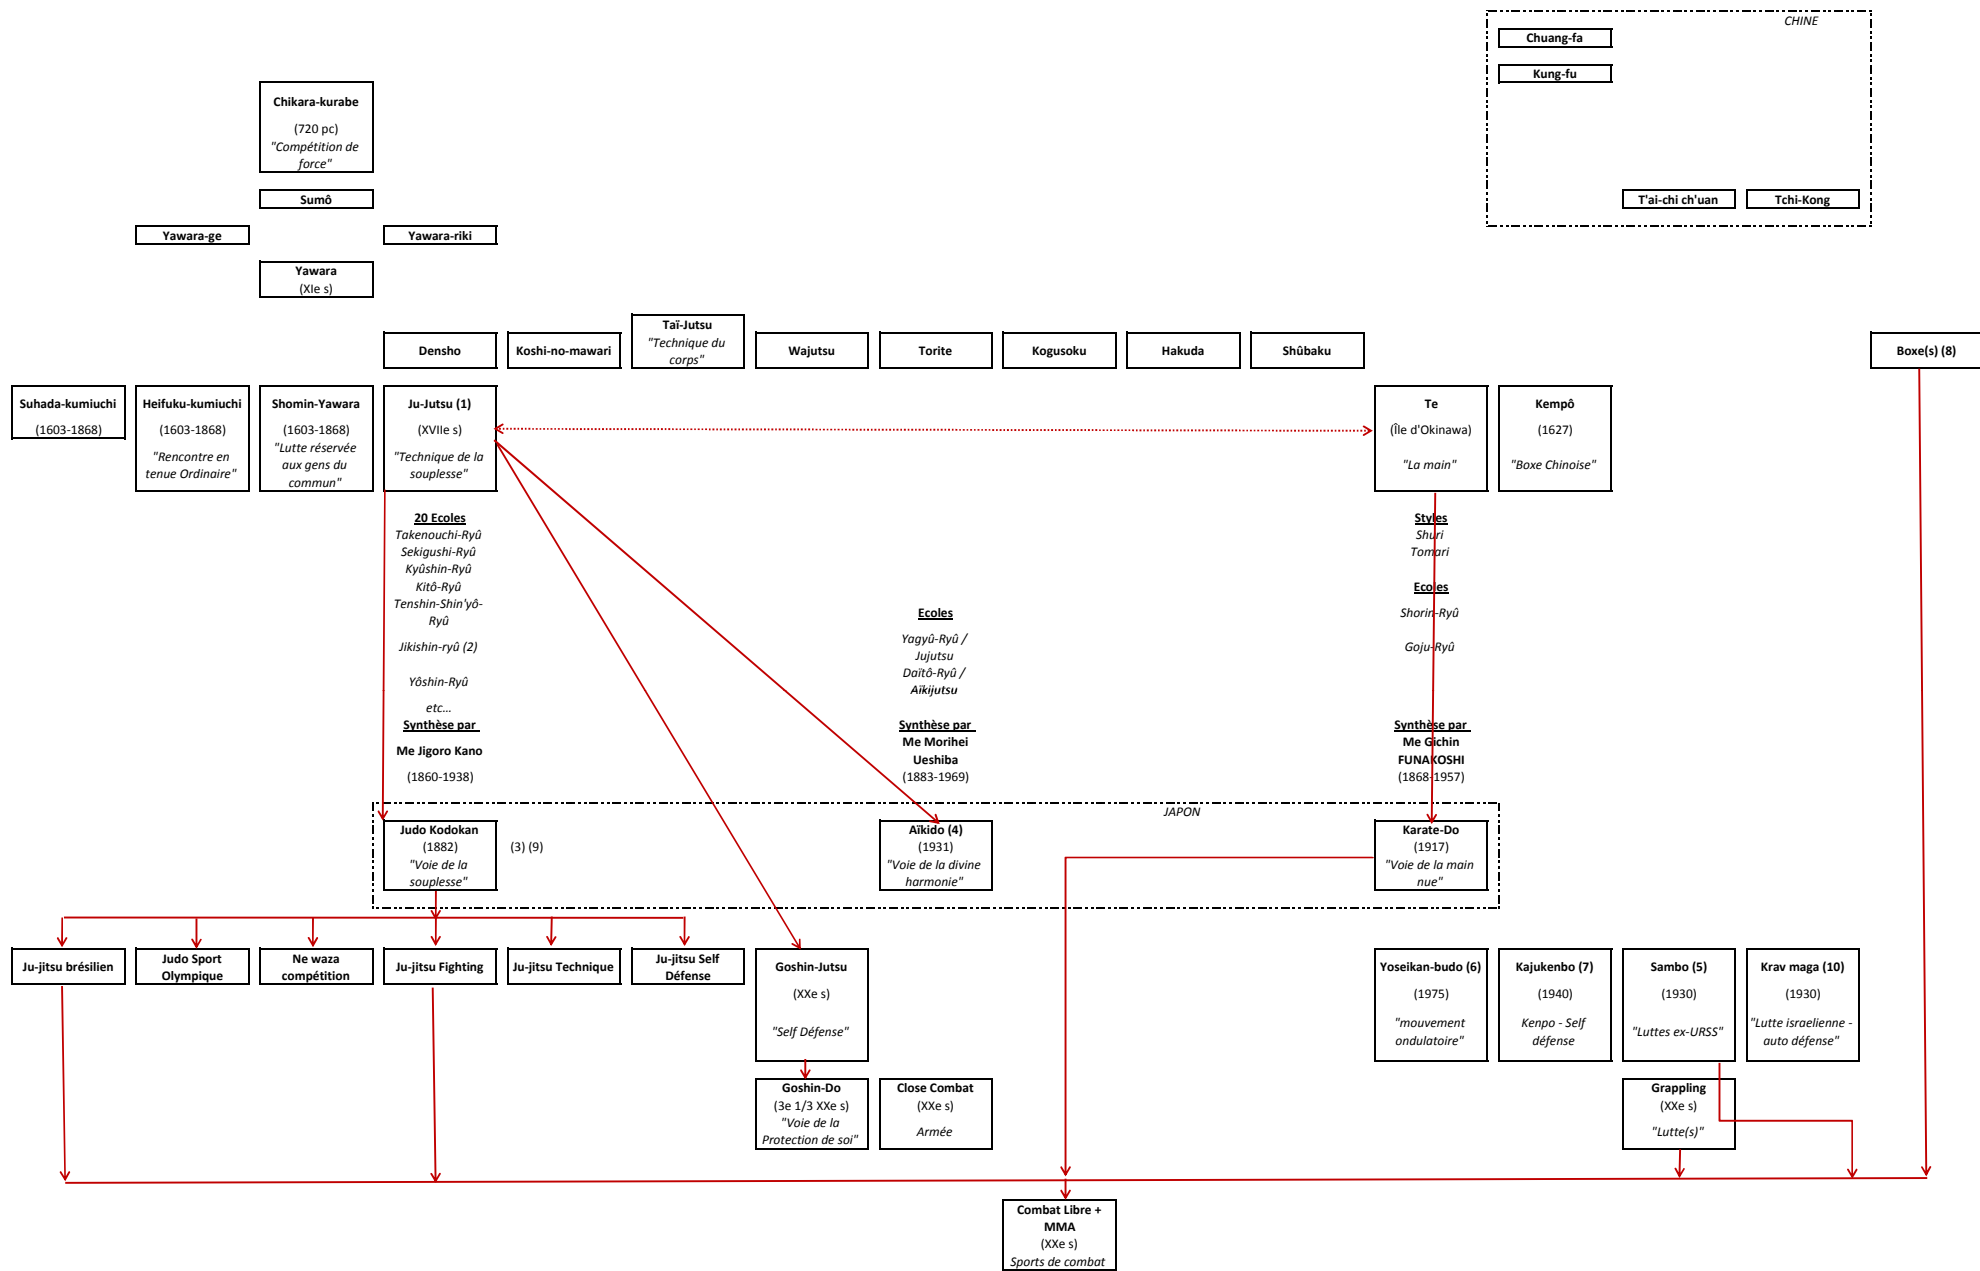 CHINE
Chuang-fa
Kung-fu
Chikara-kurabe
(720 pc)
"Compétition de
force"
Sumô
T'ai-chi ch'uan
Tchi-Kong
Yawara-ge
Yawara-riki
Yawara
(XIe s)
Densho
Koshi-no-mawari
Taï-Jutsu
"Technique du
corps"
Wajutsu
Torite
Kogusoku
Hakuda
Shûbaku
Boxe(s) (8)
Suhada-kumiuchi
(1603-1868)
Heifuku-kumiuchi
(1603-1868)
"Rencontre en
tenue Ordinaire"
Shomin-Yawara
(1603-1868)
"Lutte réservée
aux gens du
commun"
Ju-Jutsu (1)
(XVIIe s)
"Technique de la
souplesse"
Te
(Île d'Okinawa)
"La main"
Kempô
(1627)
"Boxe Chinoise"
20 Ecoles
Takenouchi-Ryû
Sekigushi-Ryû
Kyûshin-Ryû
Kitô-Ryû
Tenshin-Shin'yô-
Ryû
Jikishin-ryû (2)
Yôshin-Ryû
etc...
Synthèse par
Me Jigoro Kano
(1860-1938)
Ecoles
Yagyû-Ryû /
Jujutsu
Daïtô-Ryû /
Aïkijutsu
Synthèse par
Me Morihei
Ueshiba
(1883-1969)
Styles
Shuri
Tomari
Ecoles
Shorin-Ryû
Goju-Ryû
Synthèse par
Me Gichin
FUNAKOSHI
(1868-1957)
JAPON
Judo Kodokan
(1882)
"Voie de la
souplesse"
(3) (9)
Aïkido (4)
(1931)
"Voie de la divine
harmonie"
Karate-Do
(1917)
"Voie de la main
nue"
Ju-jitsu brésilien
Judo Sport
Olympique
Ne waza
compétition
Ju-jitsu Fighting
Ju-jitsu Technique
Ju-jitsu Self
Défense
Goshin-Jutsu
(XXe s)
"Self Défense"
Yoseikan-budo (6)
(1975)
"mouvement
ondulatoire"
Kajukenbo (7)
(1940)
Kenpo - Self
défense
Sambo (5)
(1930)
"Luttes ex-URSS"
Krav maga (10)
(1930)
"Lutte israelienne -
auto défense"
Goshin-Do
(3e 1/3 XXe s)
"Voie de la
Protection de soi"
Close Combat
(XXe s)
Armée
Grappling
(XXe s)
"Lutte(s)"
Combat Libre +
MMA
(XXe s)
Sports de combat